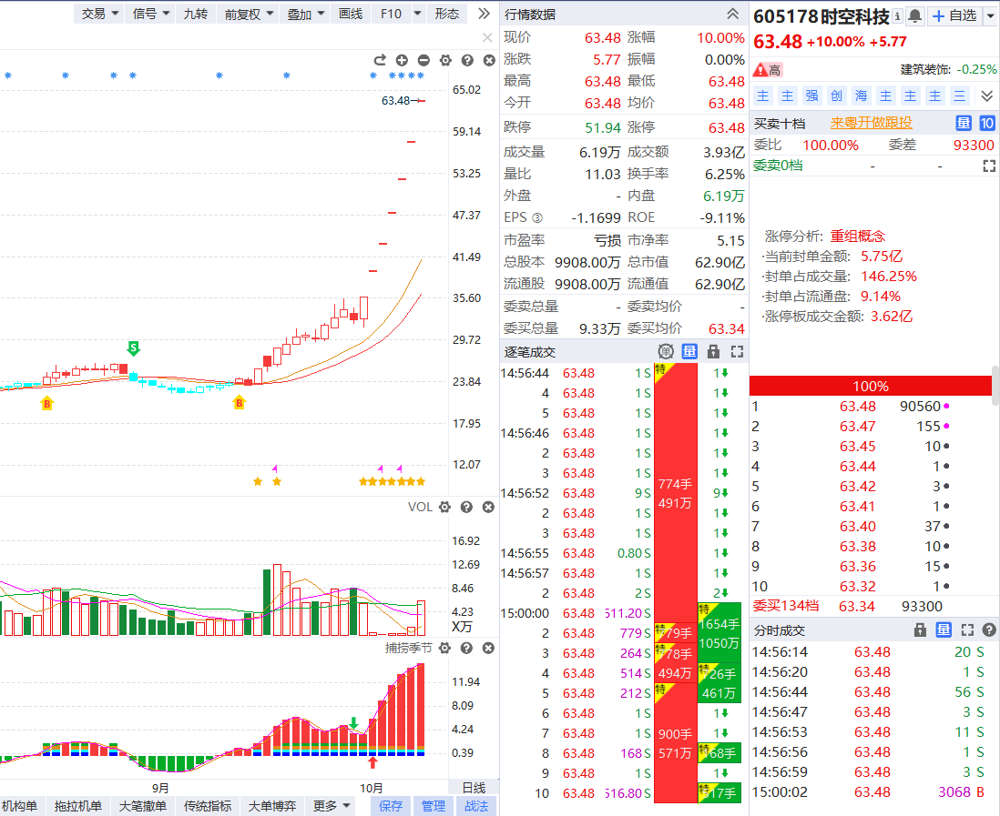 交易 信号 九转 前复权 叠加 画线 F10 形态
63.48
65.02
59.14
53.25
47.37
41.49
35.60
29.72
23.84
17.95
12.07
S
B
B
VOL
16.92
12.69
8.46
4.23
X万
捕捞季节
11.94
8.09
4.24
0.39
9月 10月 日线
机构单 拖拉机单 大笔撤单 传统指标 大单博弈 更多 保存 管理 战法
行情数据
现价 63.48 涨幅 10.00%
涨跌 5.77 振幅 0.00%
最高 63.48 最低 63.48
今开 63.48 均价 63.48
跌停 51.94 涨停 63.48
成交量 6.19万 成交额 3.93亿
量比 11.03 换手率 6.25%
外盘 - 内盘 6.19万
EPS ③ -1.1699 ROE -9.11%
市盈率 亏损 市净率 5.15
总股本 9908.00万 总市值 62.90亿
流通股 9908.00万 流通值 62.90亿
委卖总量 - 委卖均价 -
委买总量 9.33万 委买均价 63.34
逐笔成交 单 量
14:56:44 63.48 1 S 1
4 63.48 1 S 1
5 63.48 1 S 1
14:56:46 63.48 1 S 1
2 63.48 1 S 1
3 63.48 1 S 1
14:56:52 63.48 9 S 9
2 63.48 1 S 1
3 63.48 1 S 1
14:56:55 63.48 0.80 S 1
14:56:57 63.48 1 S 1
2 63.48 2 S 2
15:00:00 63.48 511.20 S
2 63.48 779 S
3 63.48 264 S
4 63.48 514 S
5 63.48 212 S
6 63.48 1 S 1
7 63.48 1 S 1
8 63.48 168 S
9 63.48 1 S 1
10 63.48 516.80 S
特
774手
491万
特
79手
特
78手
494万
特
900手
571万
特
1654手
1050万
特
26手
461万
特
68手
特
17手
605178 时空科技 自选
63.48 +10.00% +5.77
高 建筑装饰: -0.25%
主 主 强 创 海 主 主 主 三
买卖十档 来粤开做跟投 量 10
委比 100.00% 委差 93300
委卖0档 - -
涨停分析: 重组概念
·当前封单金额: 5.75亿
·封单占成交量: 146.25%
·封单占流通盘: 9.14%
·涨停板成交金额: 3.62亿
100%
1 63.48 90560
2 63.47 155
3 63.45 10
4 63.44 1
5 63.42 3
6 63.41 1
7 63.40 37
8 63.38 10
9 63.36 15
10 63.32 1
委买134档 63.34 93300
分时成交 量
14:56:14 63.48 20 S
14:56:20 63.48 1 S
14:56:44 63.48 56 S
14:56:47 63.48 3 S
14:56:53 63.48 11 S
14:56:56 63.48 1 S
14:56:59 63.48 3 S
15:00:02 63.48 3068 B